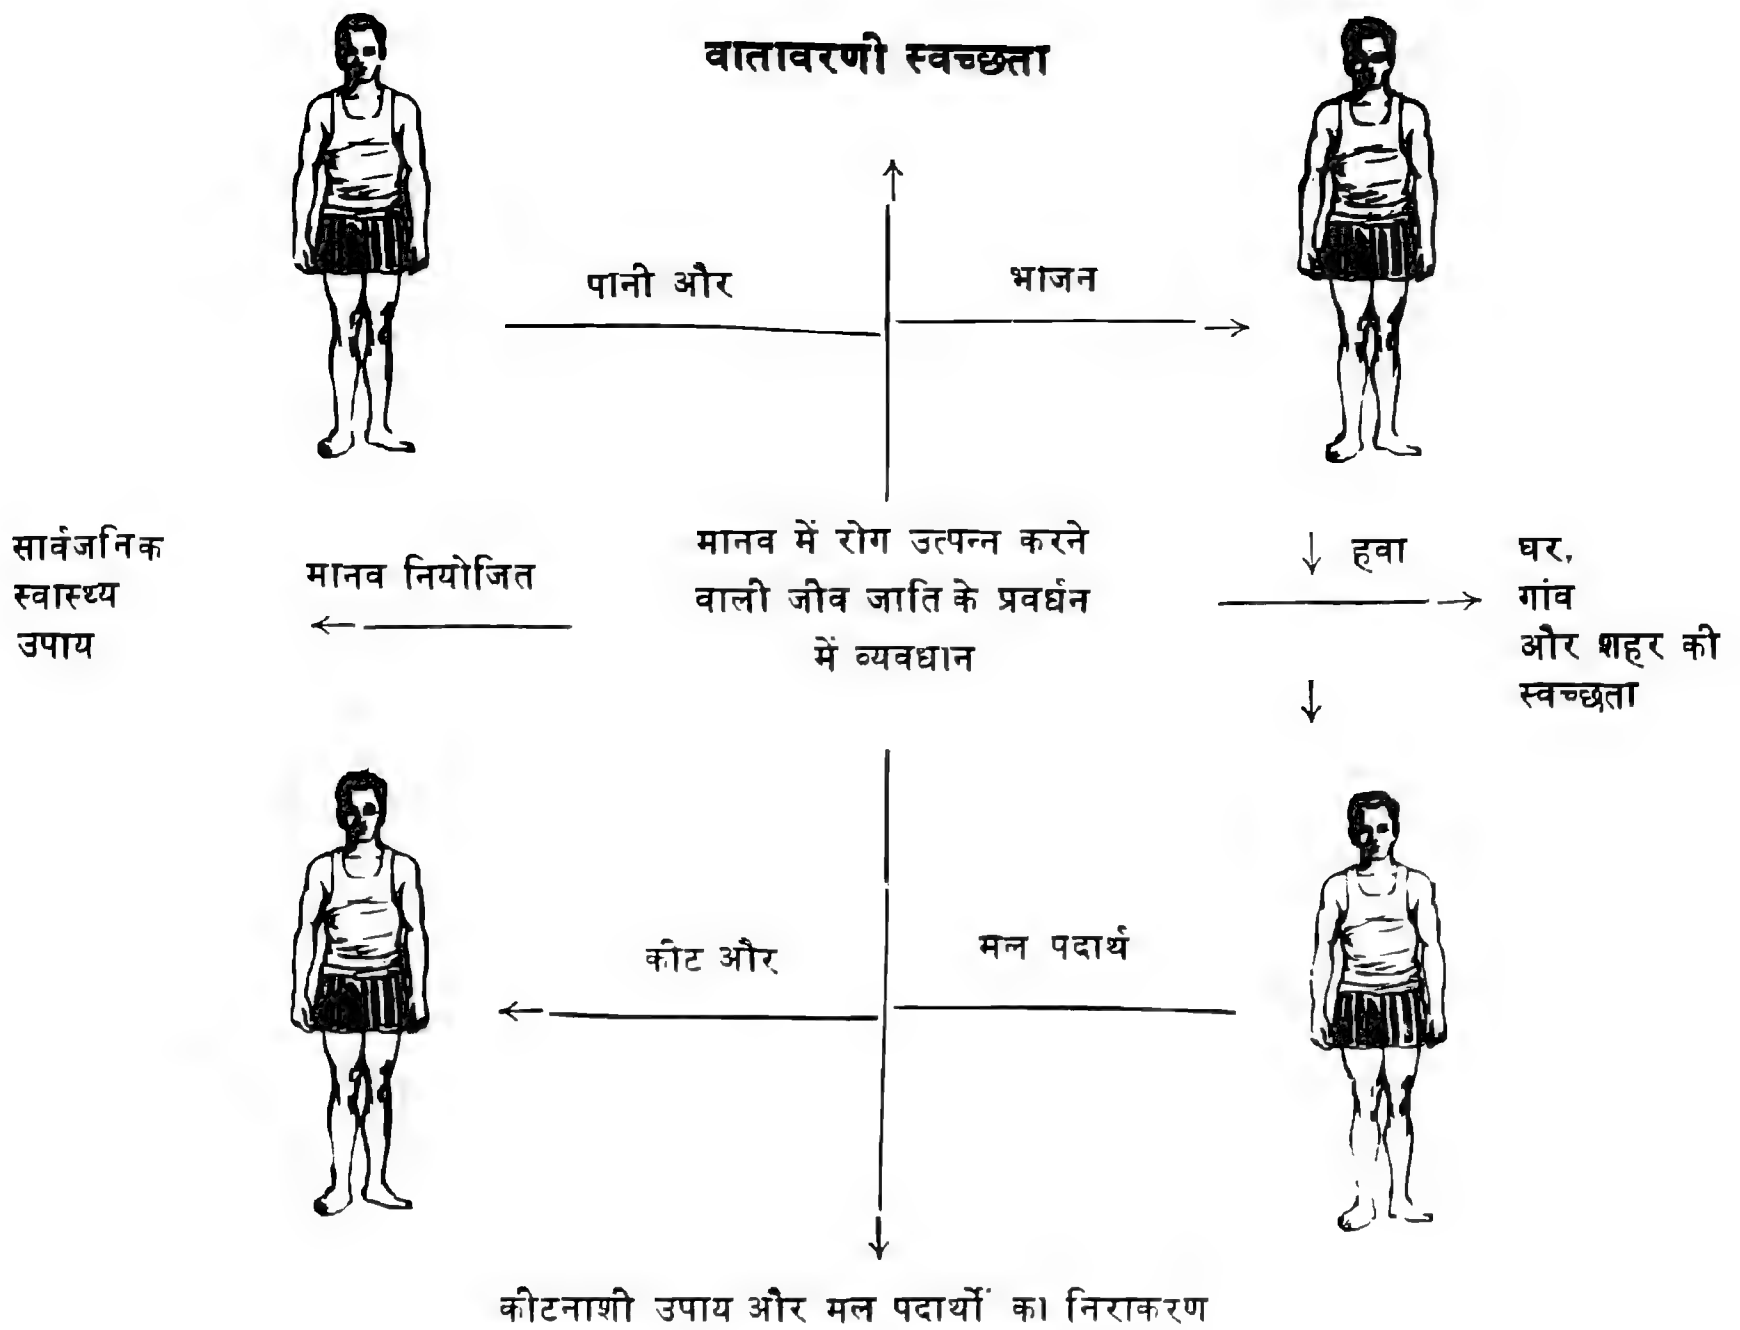 वातावरणी स्वच्छता
पानी और
भाजन
सार्वजनिक
स्वास्थ्य
उपाय
मानव नियोजित
मानव में रोग उत्पन्न करने
वाली जीव जाति के प्रवर्धन
में व्यवधान
हवा
घर,
गांव
और शहर की
स्वच्छता
कीट और
मल पदार्थ
कीटनाशी उपाय और मल पदार्थों का निराकरण